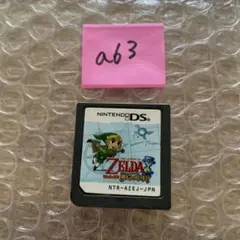 a63
NINTENDO DS
ZELDA
NTR-AZEJ-JPN